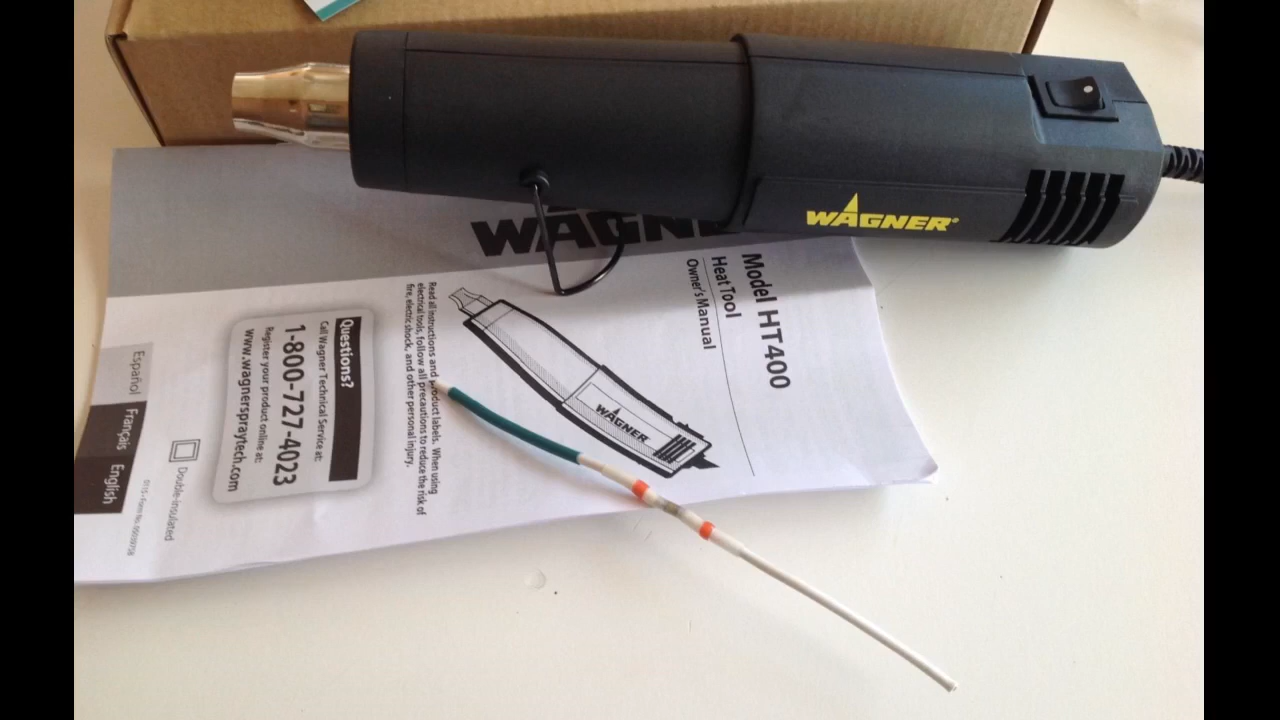 WAGNER®
WAGNE
Model HT400
Heat Tool
Owner's Manual
WAGNER
Read all instructions and product labels. When using
electrical tools, follow all precautions to reduce the risk of
fire, electric shock, and other personal injury.
Questions?
Call Wagner Technical Service at:
1-800-727-4023
Register your product online at:
www.wagnerspraytech.com
Double-insulated
Español
Français
English